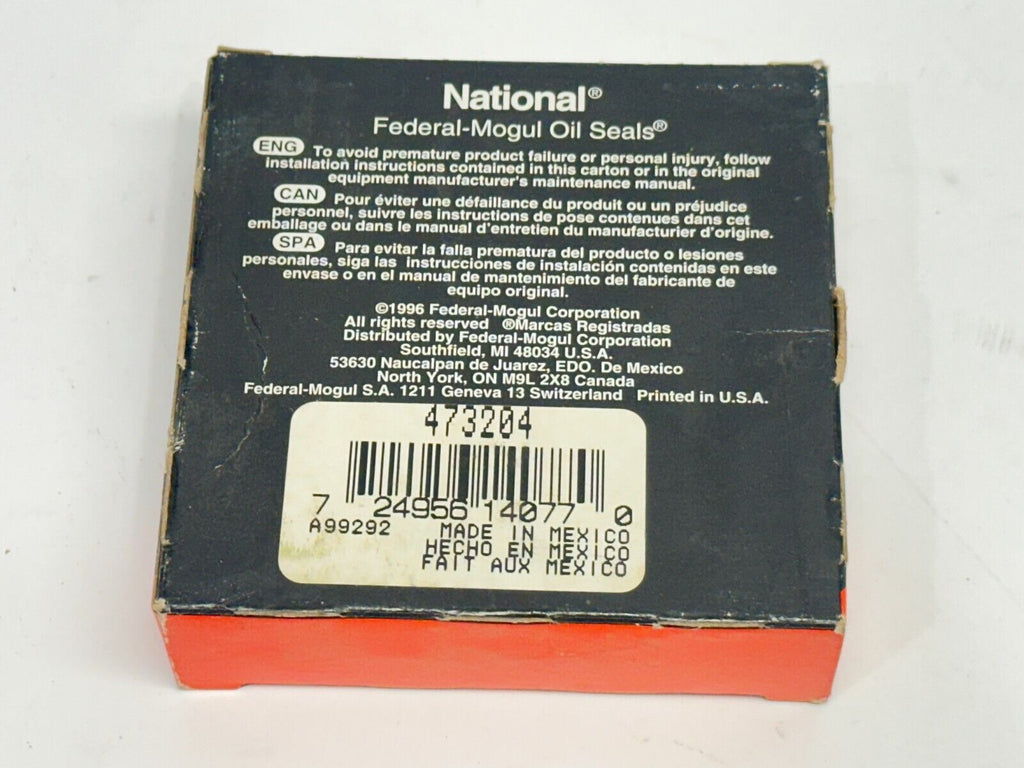 National®
Federal-Mogul Oil Seals®
ENG To avoid premature product failure or personal injury, follow
installation instructions contained in this carton or in the original
equipment manufacturer's maintenance manual.
CAN Pour éviter une défaillance du produit ou un préjudice
personnel, suivre les instructions de pose contenues dans cet
emballage ou dans le manuel d'entretien du manufacturier d'origine.
SPA Para evitar la falla prematura del producto o lesiones
personales, siga las instrucciones de instalación contenidas en este
envase o en el manual de mantenimiento del fabricante de
equipo original.
©1996 Federal-Mogul Corporation
All rights reserved ®Marcas Registradas
Distributed by Federal-Mogul Corporation
Southfield, MI 48034 U.S.A.
53630 Naucalpan de Juarez, EDO. De Mexico
North York, ON M9L 2X8 Canada
Federal-Mogul S.A. 1211 Geneva 13 Switzerland Printed in U.S.A.
473204
7 24956 14077 0
A99292 MADE IN MEXICO
HECHO EN MEXICO
FAIT AUX MEXICO